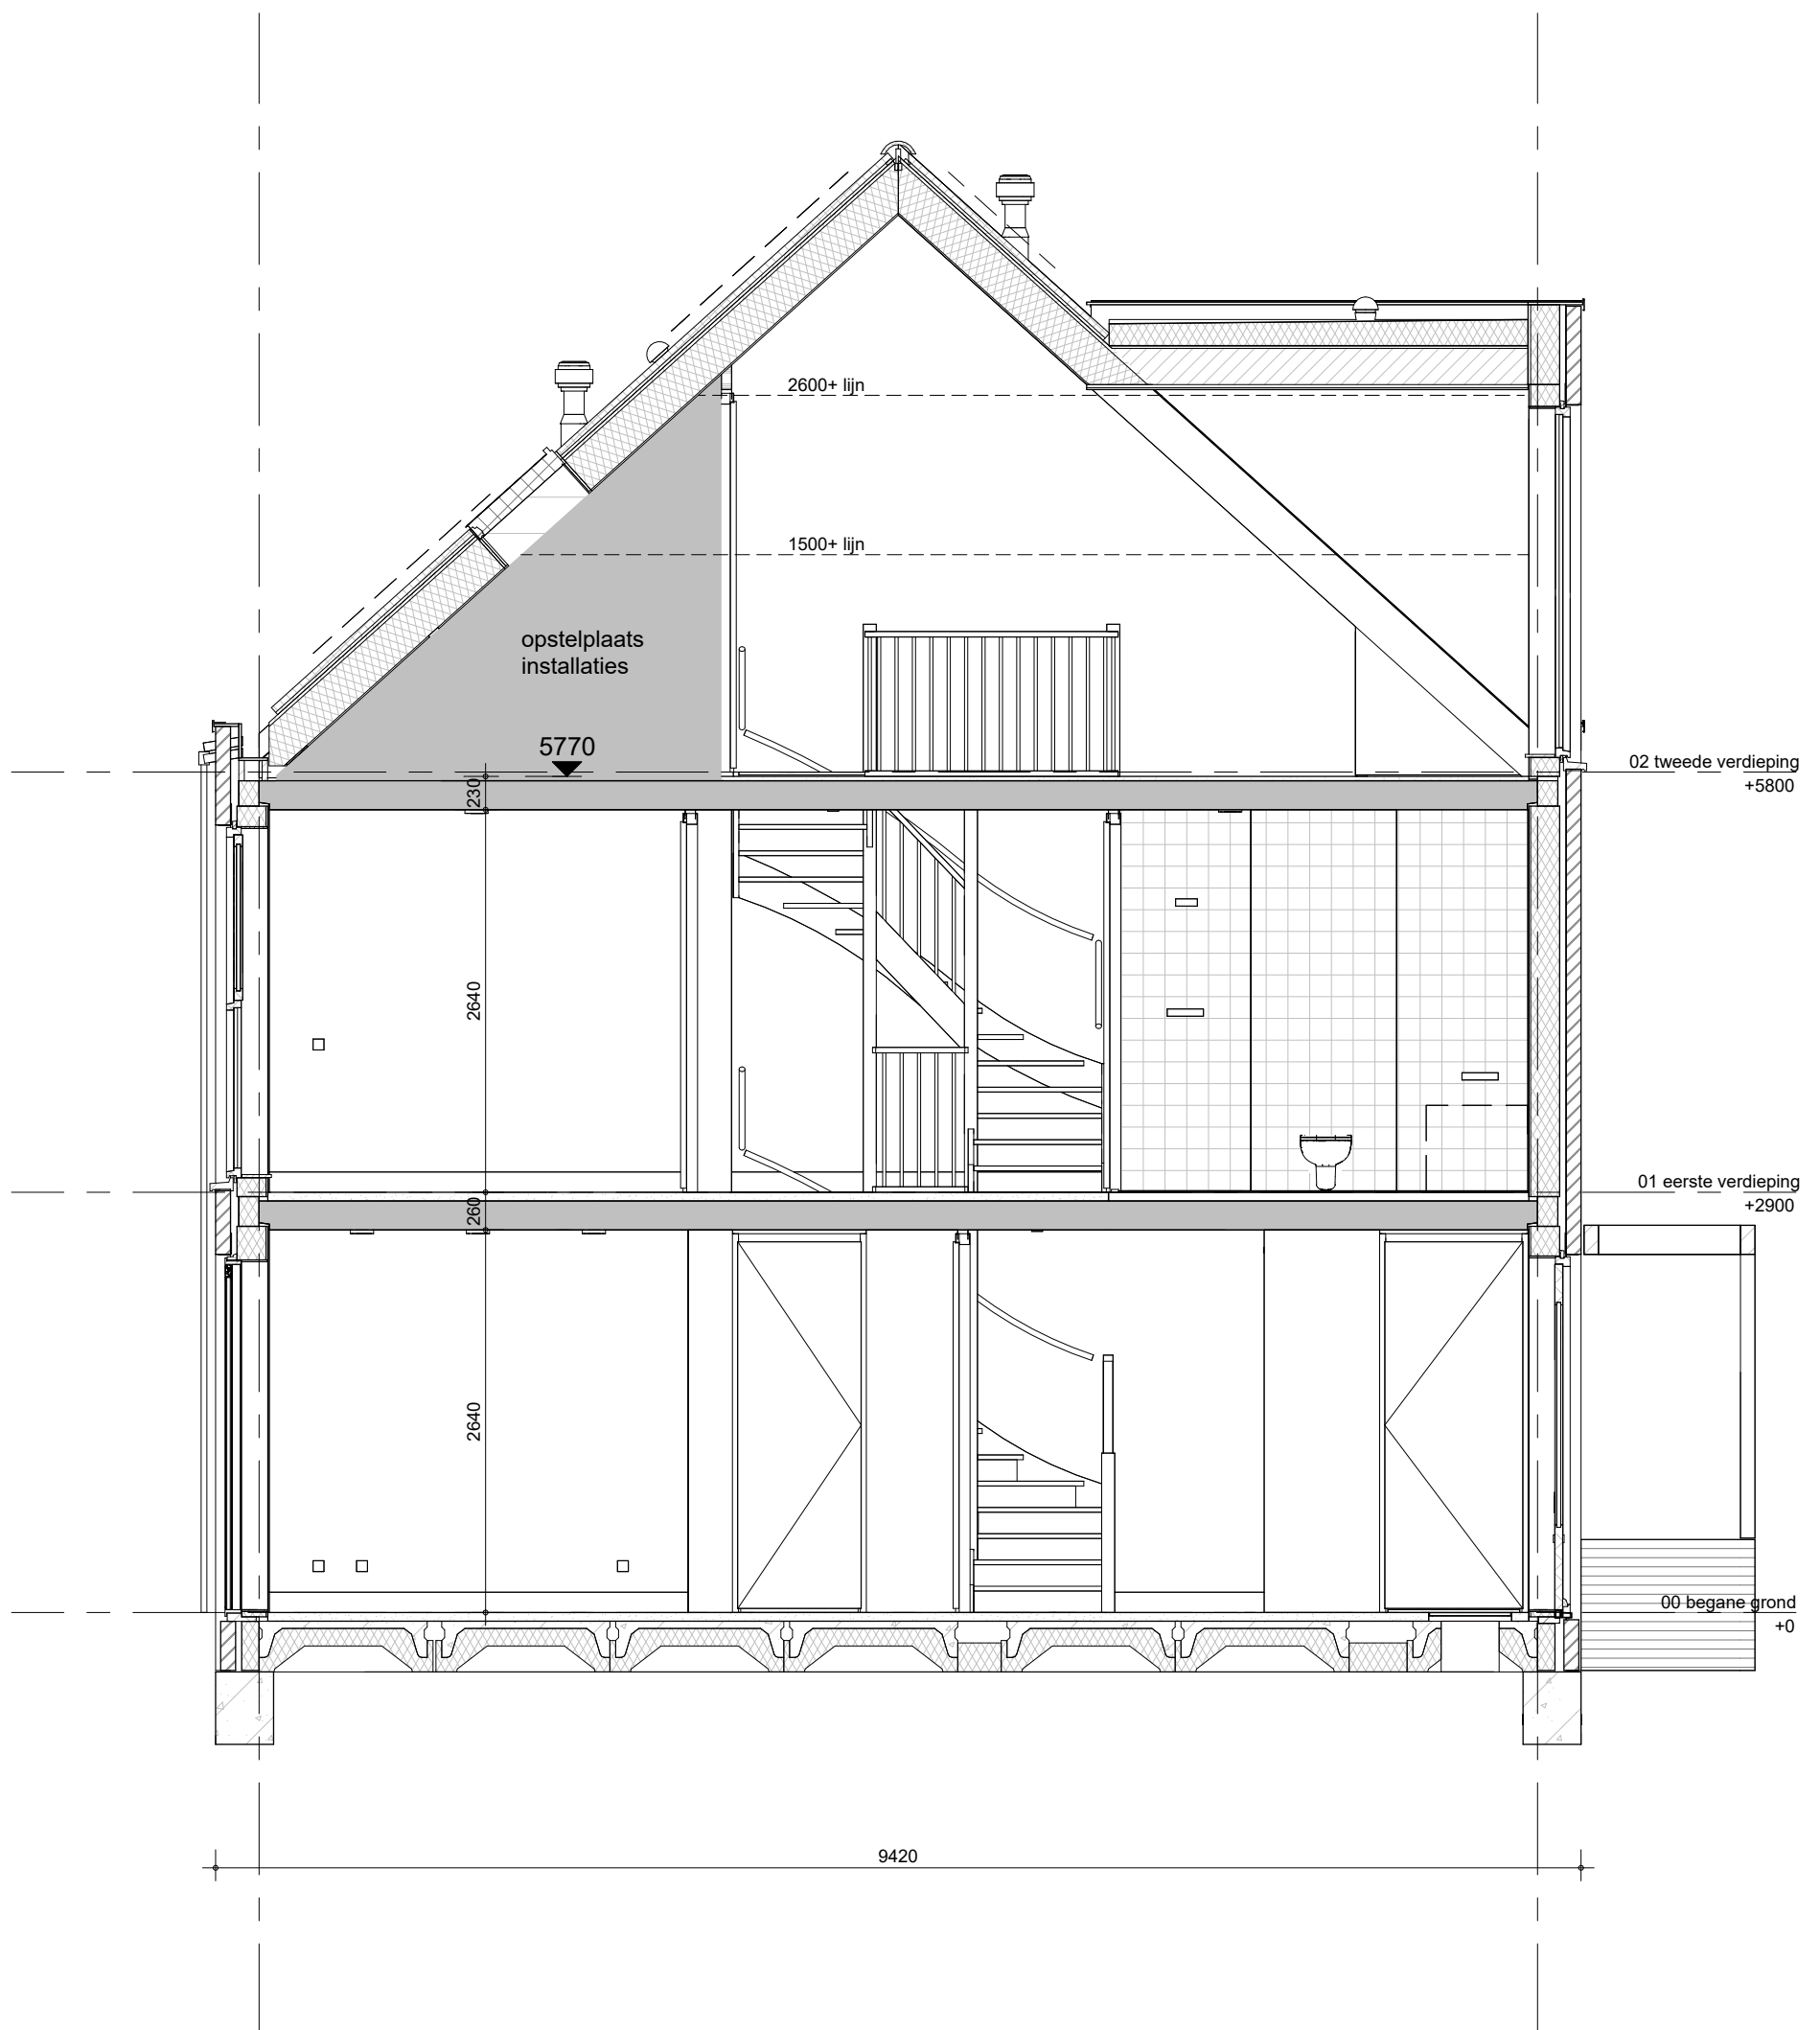 2600+ lijn
1500+ lijn
opstelplaats
installaties
5770
02 tweede verdieping
+5800
230
2640
01 eerste verdieping
+2900
260
2640
00 begane grond
+0
9420